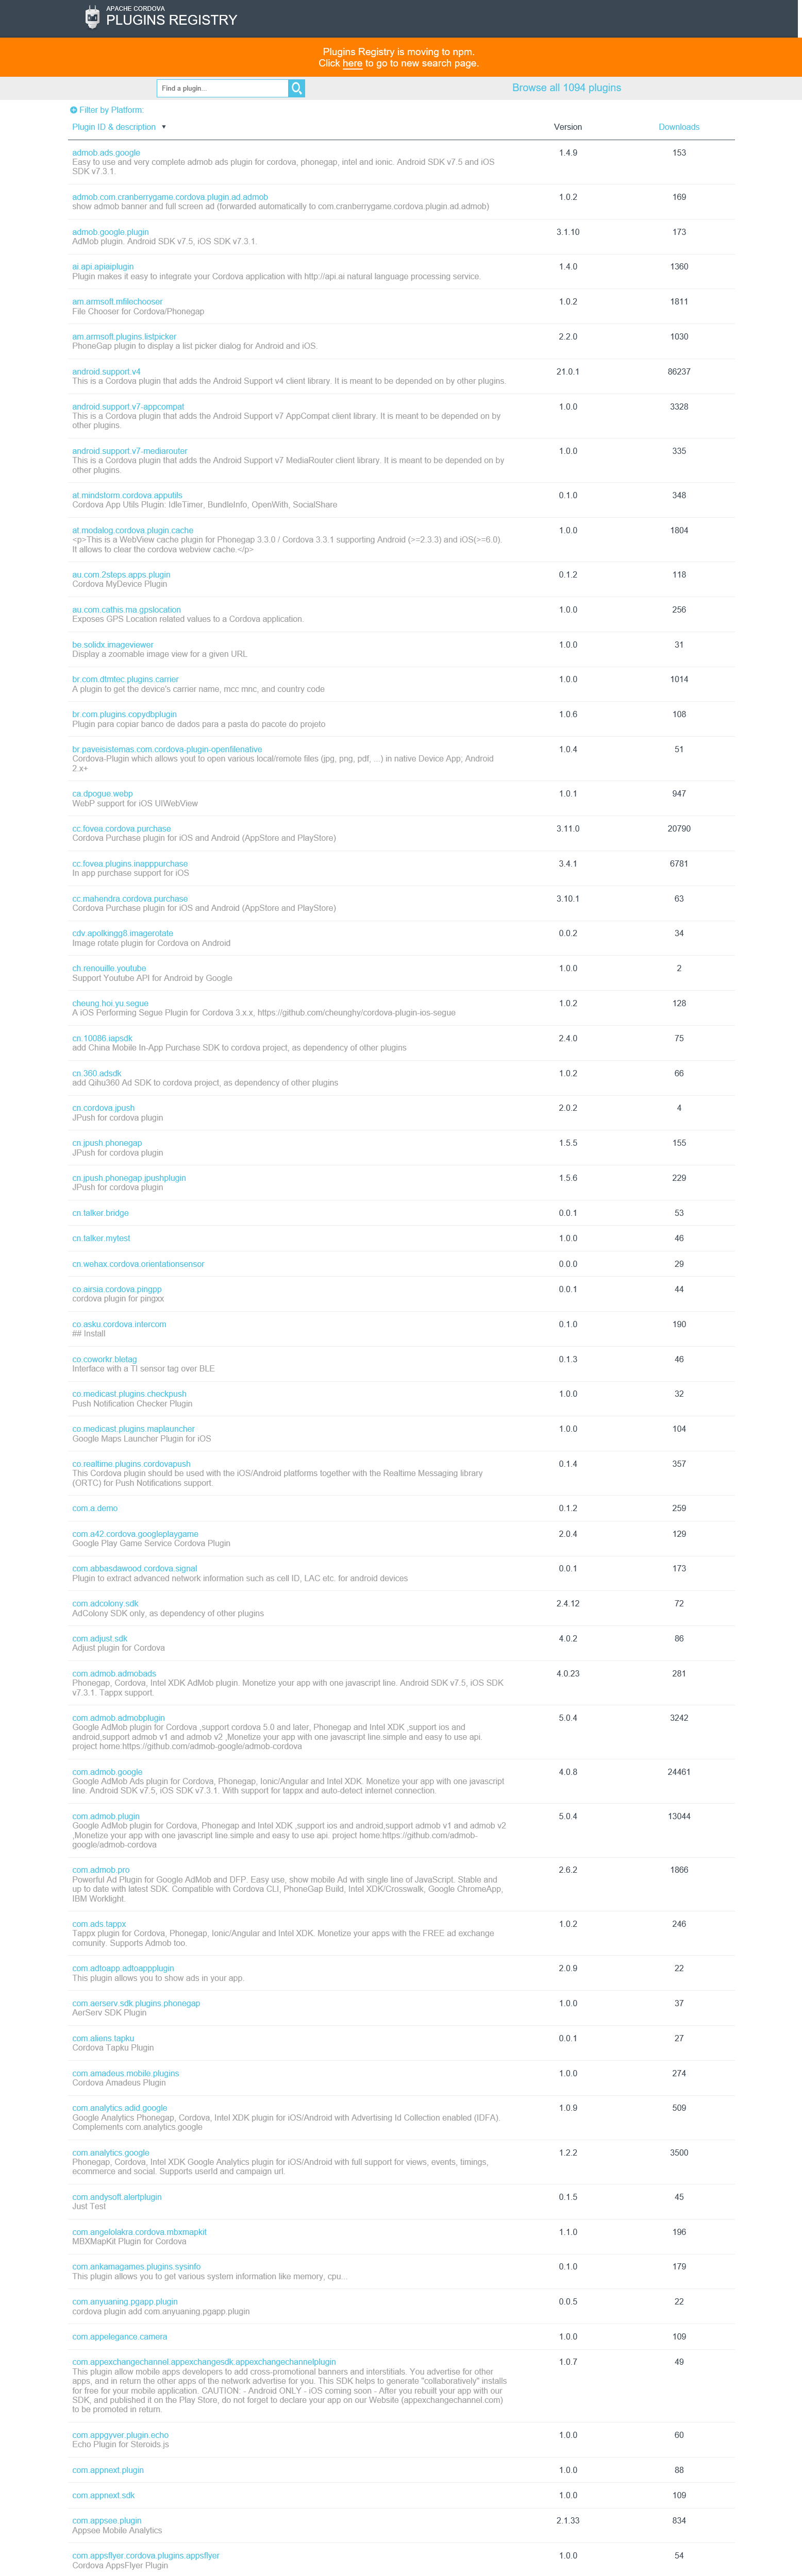 APACHE CORDOVA
PLUGINS REGISTRY
Plugins Registry is moving to npm.
Click here to go to new search page.
Find a plugin...
Browse all 1094 plugins
Filter by Platform:
Plugin ID & description ▼ Version Downloads
admob.ads.google 1.4.9 153
Easy to use and very complete admob ads plugin for cordova, phonegap, intel and ionic. Android SDK v7.5 and iOS
SDK v7.3.1.
admob.com.cranberrygame.cordova.plugin.ad.admob 1.0.2 169
show admob banner and full screen ad (forwarded automatically to com.cranberrygame.cordova.plugin.ad.admob)
admob.google.plugin 3.1.10 173
AdMob plugin. Android SDK v7.5, iOS SDK v7.3.1.
ai.api.apiaiplugin 1.4.0 1360
Plugin makes it easy to integrate your Cordova application with http://api.ai natural language processing service.
am.armsoft.mfilechooser 1.0.2 1811
File Chooser for Cordova/Phonegap
am.armsoft.plugins.listpicker 2.2.0 1030
PhoneGap plugin to display a list picker dialog for Android and iOS.
android.support.v4 21.0.1 86237
This is a Cordova plugin that adds the Android Support v4 client library. It is meant to be depended on by other plugins.
android.support.v7-appcompat 1.0.0 3328
This is a Cordova plugin that adds the Android Support v7 AppCompat client library. It is meant to be depended on by
other plugins.
android.support.v7-mediarouter 1.0.0 335
This is a Cordova plugin that adds the Android Support v7 MediaRouter client library. It is meant to be depended on by
other plugins.
at.mindstorm.cordova.apputils 0.1.0 348
Cordova App Utils Plugin: IdleTimer, BundleInfo, OpenWith, SocialShare
at.modalog.cordova.plugin.cache 1.0.0 1804
<p>This is a WebView cache plugin for Phonegap 3.3.0 / Cordova 3.3.1 supporting Android (>=2.3.3) and iOS(>=6.0).
It allows to clear the cordova webview cache.</p>
au.com.2steps.apps.plugin 0.1.2 118
Cordova MyDevice Plugin
au.com.cathis.ma.gpslocation 1.0.0 256
Exposes GPS Location related values to a Cordova application.
be.solidx.imageviewer 1.0.0 31
Display a zoomable image view for a given URL
br.com.dtmtec.plugins.carrier 1.0.0 1014
A plugin to get the device's carrier name, mcc mnc, and country code
br.com.plugins.copydbplugin 1.0.6 108
Plugin para copiar banco de dados para a pasta do pacote do projeto
br.paveisistemas.com.cordova-plugin-openfilenative 1.0.4 51
Cordova-Plugin which allows yout to open various local/remote files (jpg, png, pdf, ...) in native Device App; Android
2.x+
ca.dpogue.webp 1.0.1 947
WebP support for iOS UIWebView
cc.fovea.cordova.purchase 3.11.0 20790
Cordova Purchase plugin for iOS and Android (AppStore and PlayStore)
cc.fovea.plugins.inapppurchase 3.4.1 6781
In app purchase support for iOS
cc.mahendra.cordova.purchase 3.10.1 63
Cordova Purchase plugin for iOS and Android (AppStore and PlayStore)
cdv.apolkingg8.imagerotate 0.0.2 34
Image rotate plugin for Cordova on Android
ch.renouille.youtube 1.0.0 2
Support Youtube API for Android by Google
cheung.hoi.yu.segue 1.0.2 128
A iOS Performing Segue Plugin for Cordova 3.x.x, https://github.com/cheunghy/cordova-plugin-ios-segue
cn.10086.iapsdk 2.4.0 75
add China Mobile In-App Purchase SDK to cordova project, as dependency of other plugins
cn.360.adsdk 1.0.2 66
add Qihu360 Ad SDK to cordova project, as dependency of other plugins
cn.cordova.jpush 2.0.2 4
JPush for cordova plugin
cn.jpush.phonegap 1.5.5 155
JPush for cordova plugin
cn.jpush.phonegap.jpushplugin 1.5.6 229
JPush for cordova plugin
cn.talker.bridge 0.0.1 53
cn.talker.mytest 1.0.0 46
cn.wehax.cordova.orientationsensor 0.0.0 29
co.airsia.cordova.pingpp 0.0.1 44
cordova plugin for pingxx
co.asku.cordova.intercom 0.1.0 190
## Install
co.coworkr.bletag 0.1.3 46
Interface with a TI sensor tag over BLE
co.medicast.plugins.checkpush 1.0.0 32
Push Notification Checker Plugin
co.medicast.plugins.maplauncher 1.0.0 104
Google Maps Launcher Plugin for iOS
co.realtime.plugins.cordovapush 0.1.4 357
This Cordova plugin should be used with the iOS/Android platforms together with the Realtime Messaging library
(ORTC) for Push Notifications support.
com.a.demo 0.1.2 259
com.a42.cordova.googleplaygame 2.0.4 129
Google Play Game Service Cordova Plugin
com.abbasdawood.cordova.signal 0.0.1 173
Plugin to extract advanced network information such as cell ID, LAC etc. for android devices
com.adcolony.sdk 2.4.12 72
AdColony SDK only, as dependency of other plugins
com.adjust.sdk 4.0.2 86
Adjust plugin for Cordova
com.admob.admobads 4.0.23 281
Phonegap, Cordova, Intel XDK AdMob plugin. Monetize your app with one javascript line. Android SDK v7.5, iOS SDK
v7.3.1. Tappx support.
com.admob.admobplugin 5.0.4 3242
Google AdMob plugin for Cordova ,support cordova 5.0 and later, Phonegap and Intel XDK ,support ios and
android,support admob v1 and admob v2 ,Monetize your app with one javascript line.simple and easy to use api.
project home:https://github.com/admob-google/admob-cordova
com.admob.google 4.0.8 24461
Google AdMob Ads plugin for Cordova, Phonegap, Ionic/Angular and Intel XDK. Monetize your app with one javascript
line. Android SDK v7.5, iOS SDK v7.3.1. With support for tappx and auto-detect internet connection.
com.admob.plugin 5.0.4 13044
Google AdMob plugin for Cordova, Phonegap and Intel XDK ,support ios and android,support admob v1 and admob v2
,Monetize your app with one javascript line.simple and easy to use api. project home:https://github.com/admob-
google/admob-cordova
com.admob.pro 2.6.2 1866
Powerful Ad Plugin for Google AdMob and DFP. Easy use, show mobile Ad with single line of JavaScript. Stable and
up to date with latest SDK. Compatible with Cordova CLI, PhoneGap Build, Intel XDK/Crosswalk, Google ChromeApp,
IBM Worklight.
com.ads.tappx 1.0.2 246
Tappx plugin for Cordova, Phonegap, Ionic/Angular and Intel XDK. Monetize your apps with the FREE ad exchange
comunity. Supports Admob too.
com.adtoapp.adtoappplugin 2.0.9 22
This plugin allows you to show ads in your app.
com.aerserv.sdk.plugins.phonegap 1.0.0 37
AerServ SDK Plugin
com.aliens.tapku 0.0.1 27
Cordova Tapku Plugin
com.amadeus.mobile.plugins 1.0.0 274
Cordova Amadeus Plugin
com.analytics.adid.google 1.0.9 509
Google Analytics Phonegap, Cordova, Intel XDK plugin for iOS/Android with Advertising Id Collection enabled (IDFA).
Complements com.analytics.google
com.analytics.google 1.2.2 3500
Phonegap, Cordova, Intel XDK Google Analytics plugin for iOS/Android with full support for views, events, timings,
ecommerce and social. Supports userId and campaign url.
com.andysoft.alertplugin 0.1.5 45
Just Test
com.angelolakra.cordova.mbxmapkit 1.1.0 196
MBXMapKit Plugin for Cordova
com.ankamagames.plugins.sysinfo 0.1.0 179
This plugin allows you to get various system information like memory, cpu...
com.anyuaning.pgapp.plugin 0.0.5 22
cordova plugin add com.anyuaning.pgapp.plugin
com.appelegance.camera 1.0.0 109
com.appexchangechannel.appexchangesdk.appexchangechannelplugin 1.0.7 49
This plugin allow mobile apps developers to add cross-promotional banners and interstitials. You advertise for other
apps, and in return the other apps of the network advertise for you. This SDK helps to generate "collaboratively" installs
for free for your mobile application. CAUTION: - Android ONLY - iOS coming soon - After you rebuilt your app with our
SDK, and published it on the Play Store, do not forget to declare your app on our Website (appexchangechannel.com)
to be promoted in return.
com.appgyver.plugin.echo 1.0.0 60
Echo Plugin for Steroids.js
com.appnext.plugin 1.0.0 88
com.appnext.sdk 1.0.0 109
com.appsee.plugin 2.1.33 834
Appsee Mobile Analytics
com.appsflyer.cordova.plugins.appsflyer 1.0.0 54
Cordova AppsFlyer Plugin